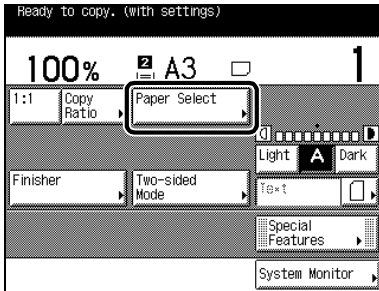 Ready to copy. (with settings)
100% 2 A3 1
1:1 Copy Ratio Paper Select
Light A Dark
Finisher Two-sided Mode Text
Special
Features
System Monitor